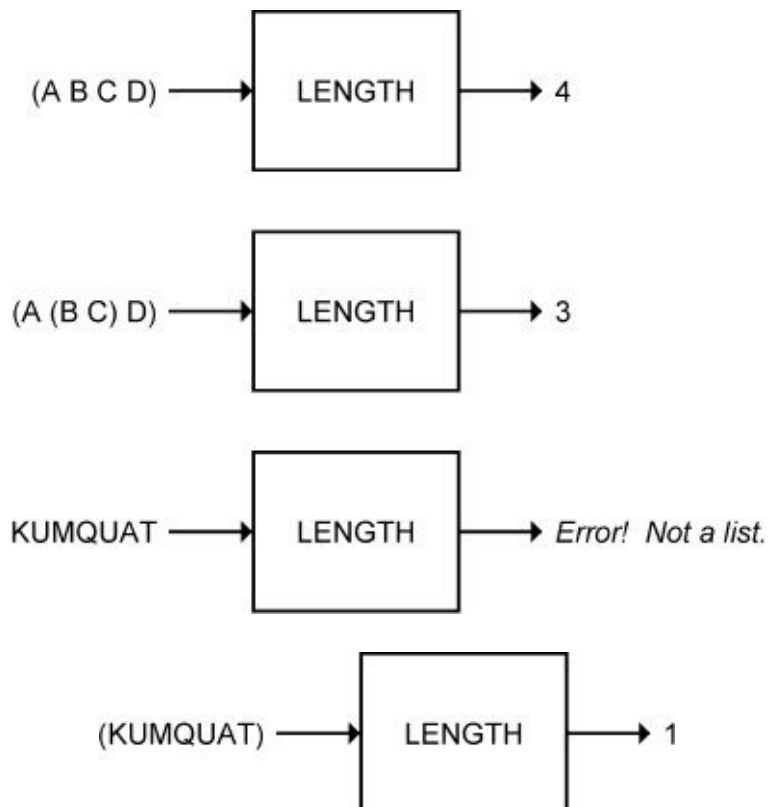 (A B C D) LENGTH 4
(A (B C) D) LENGTH 3
KUMQUAT LENGTH Error! Not a list.
(KUMQUAT) LENGTH 1